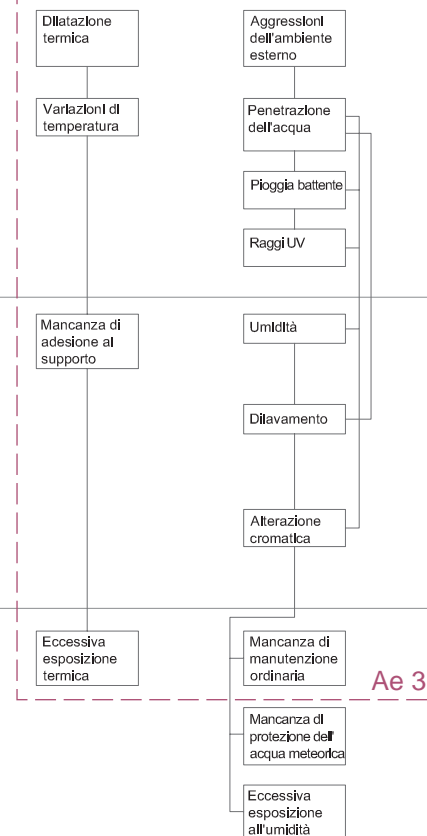 Dilatazione
termica
Variazioni di
temperatura
Mancanza di
adesione al
supporto
Eccessiva
esposizione
termica
Aggressioni
dell'ambiente
esterno
Penetrazione
dell'acqua
Pioggia battente
Raggi UV
Umidità
Dilavamento
Alterazione
cromatica
Mancanza di
manutenzione
ordinaria
Ae 3
Mancanza di
protezione dell'
acqua meteorica
Eccessiva
esposizione
all'umidità